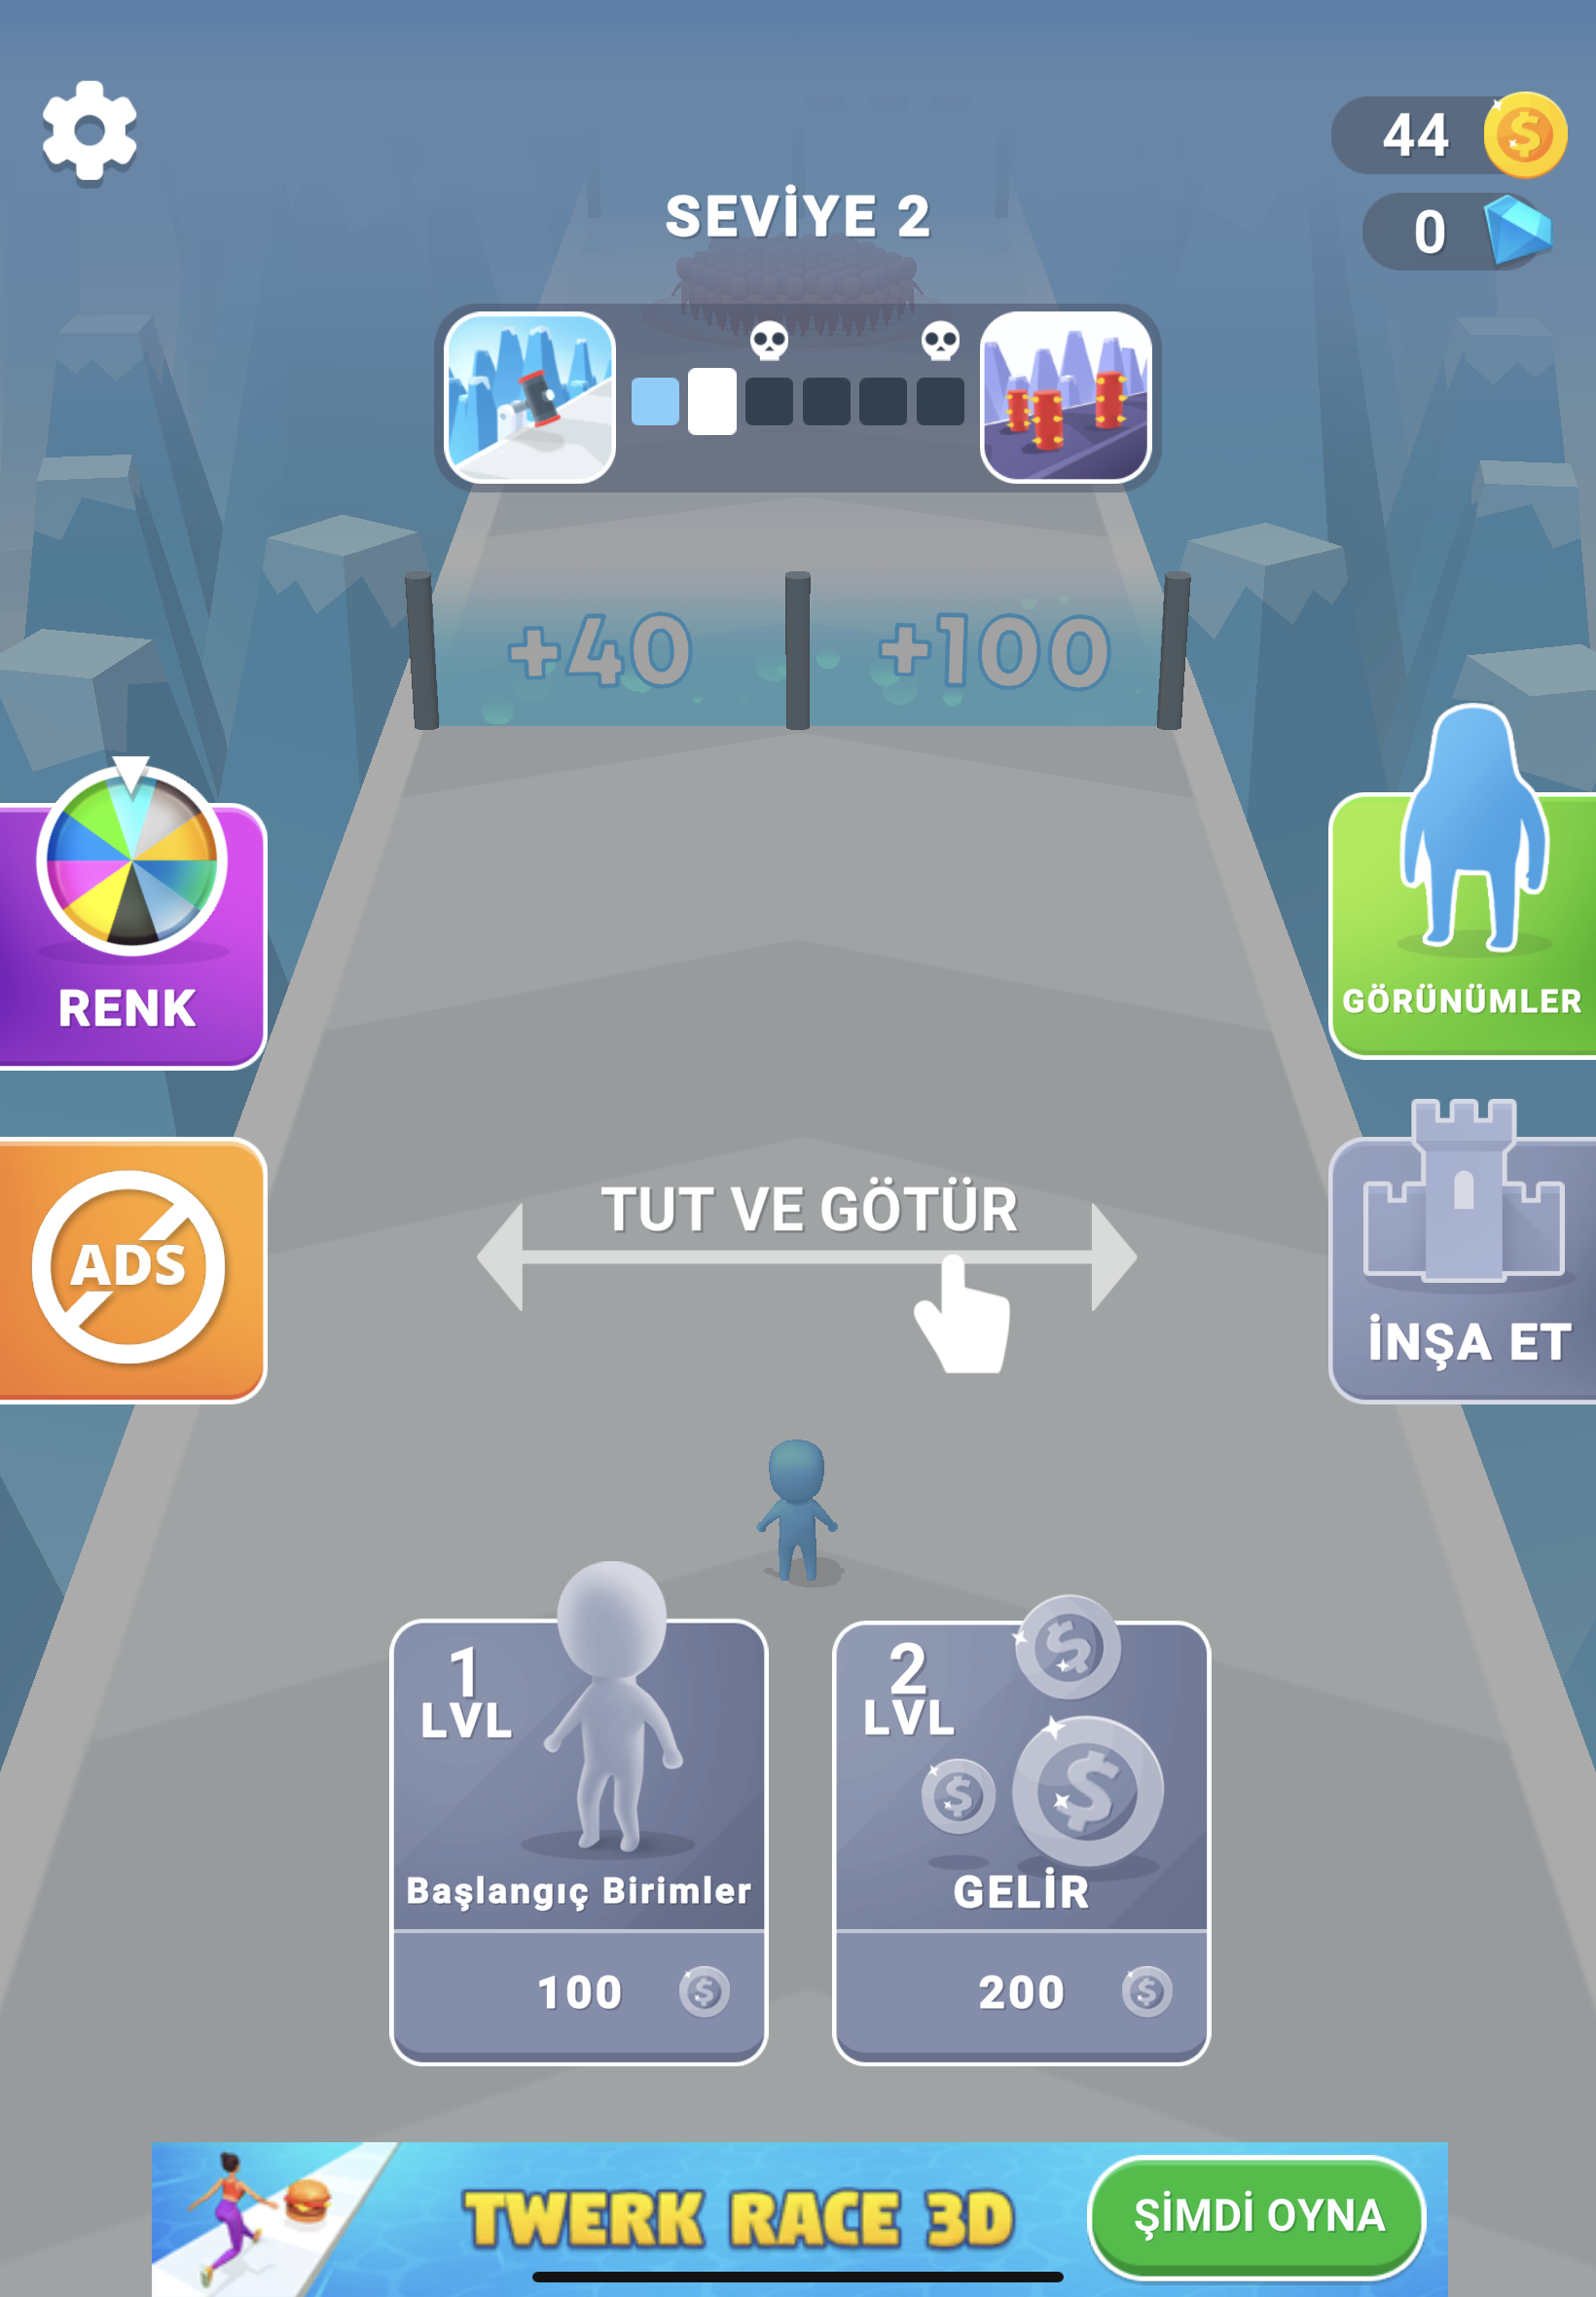 44
0
SEVİYE 2
+40
+100
RENK
GÖRÜNÜMLER
ADS
TUT VE GÖTÜR
İNŞA ET
1
LVL
Başlangıç Birimler
100
2
LVL
GELİR
200
TWERK RACE 3D
ŞİMDİ OYNA